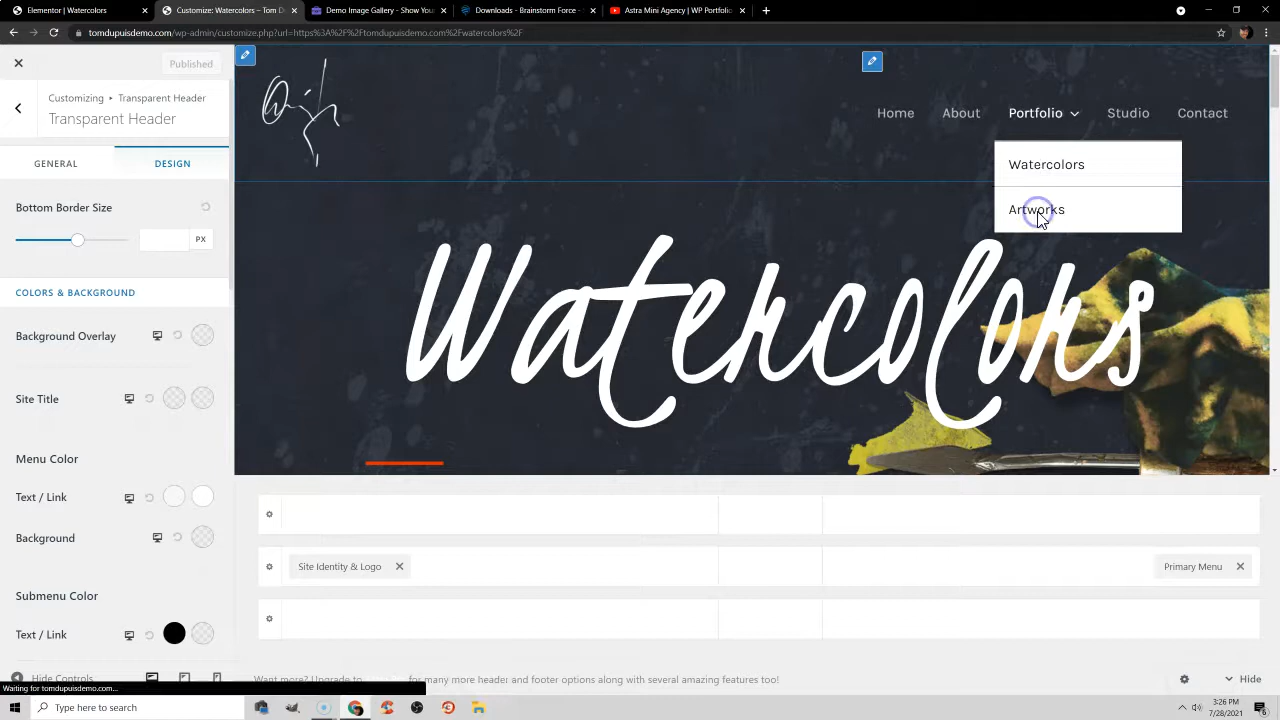 Elementor | Watercolors
Customize: Watercolors – Tom D
Demo Image Gallery - Show You
Downloads - Brainstorm Force - S
Astra Mini Agency | WP Portfolio
tomdupuisdemo.com/wp-admin/customize.php?url=https%3A%2F%2Ftomdupuisdemo.com%2Fwatercolors%2F
Published
Customizing ▸ Transparent Header
Transparent Header
GENERAL
DESIGN
Bottom Border Size
PX
COLORS & BACKGROUND
Background Overlay
Site Title
Menu Color
Text / Link
Background
Submenu Color
Text / Link
Hide Controls
Waiting for tomdupuisdemo.com...
Home
About
Portfolio
Studio
Contact
Watercolors
Artworks
Watercolors
Site Identity & Logo
Primary Menu
Want more? Upgrade to
for many more header and footer options along with several amazing features too!
Hide
Type here to search
3:26 PM
7/28/2021